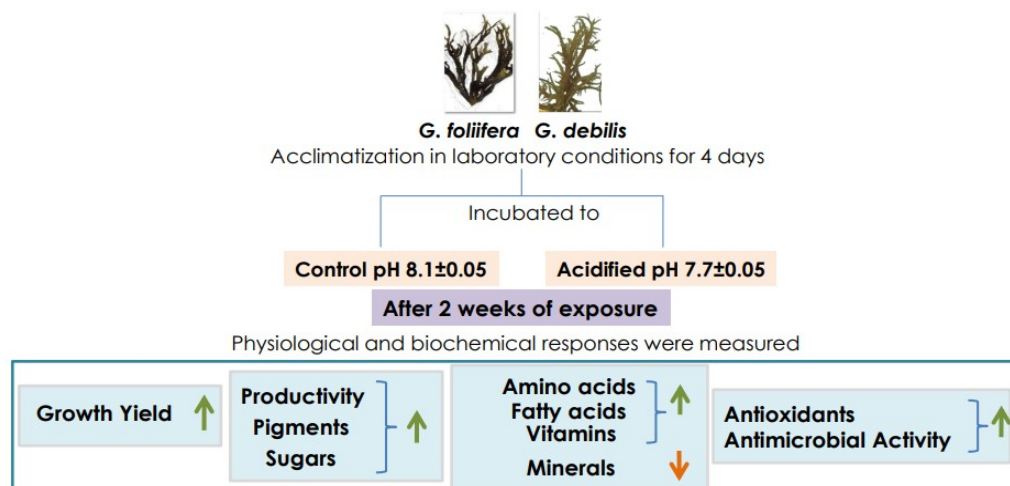 G. foliifera G. debilis
Acclimatization in laboratory conditions for 4 days
Incubated to
Control pH 8.1±0.05 Acidified pH 7.7±0.05
After 2 weeks of exposure
Physiological and biochemical responses were measured
Growth Yield
Productivity
Pigments
Sugars
Amino acids
Fatty acids
Vitamins
Minerals
Antioxidants
Antimicrobial Activity